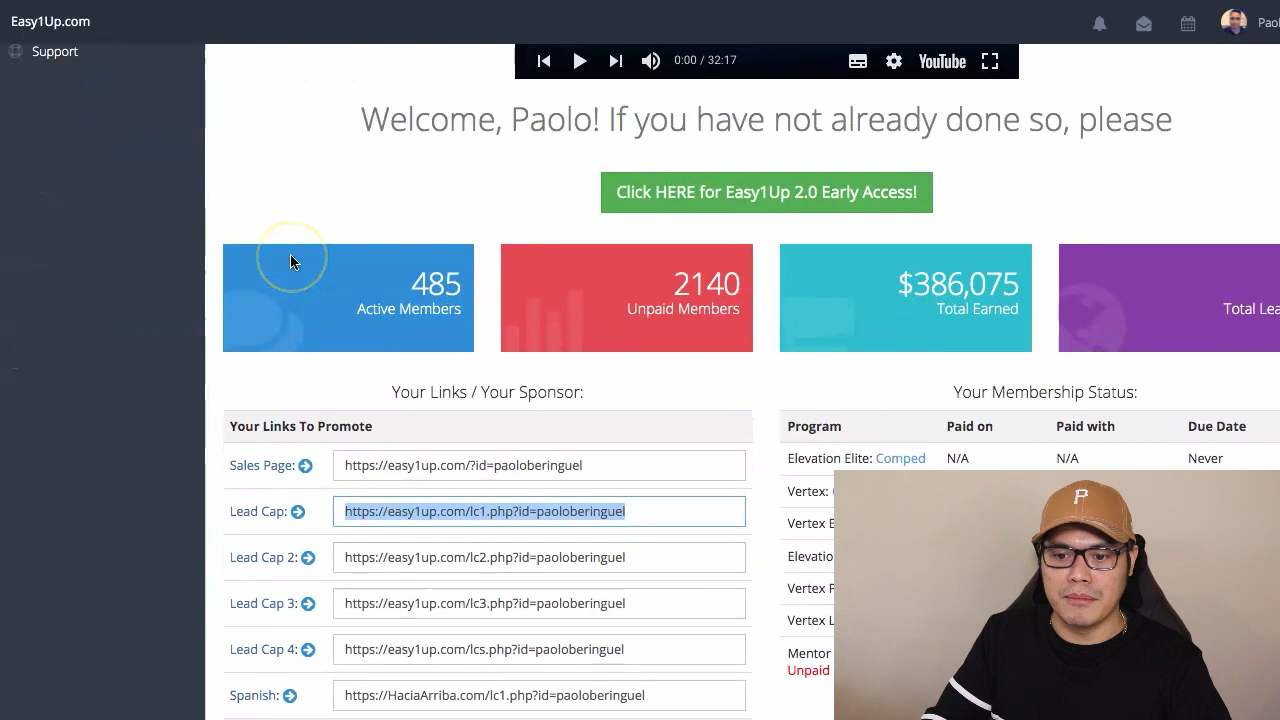 Easy1Up.com
Support
0:00 / 32:17
YouTube
Welcome, Paolo! If you have not already done so, please
Click HERE for Easy1Up 2.0 Early Access!
485
Active Members
2140
Unpaid Members
$386,075
Total Earned
Total
Your Links / Your Sponsor:
Your Links To Promote
Sales Page:
https://easy1up.com/?id=paoloberinguel
Lead Cap:
https://easy1up.com/lc1.php?id=paoloberinguel
Lead Cap 2:
https://easy1up.com/lc2.php?id=paoloberinguel
Lead Cap 3:
https://easy1up.com/lc3.php?id=paoloberinguel
Lead Cap 4:
https://easy1up.com/lcs.php?id=paoloberinguel
Spanish:
https://HaciaArriba.com/lc1.php?id=paoloberinguel
Your Membership Status:
Program Paid on Paid with Due Date
Elevation Elite: Comped N/A N/A Never
Vertex:
Vertex
Elevatio
Vertex
Vertex
Mentor
Unpaid
P